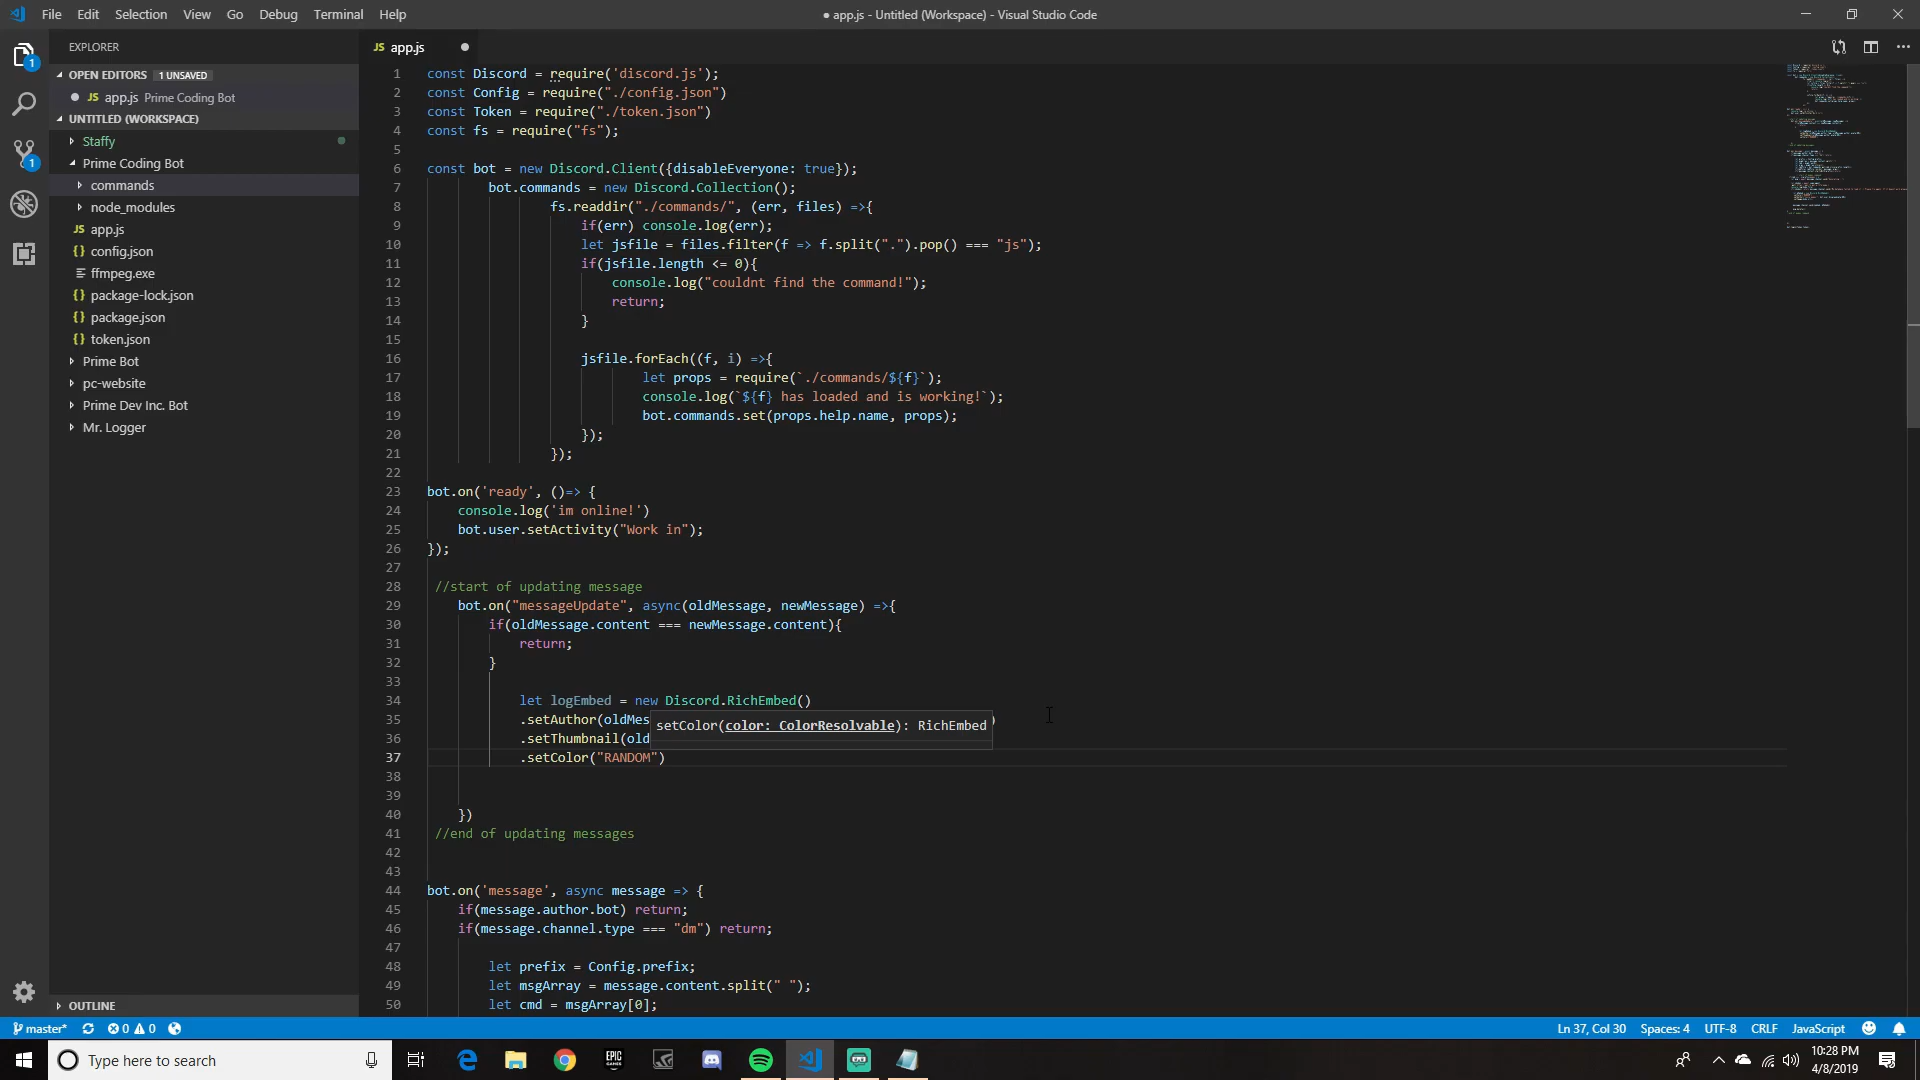 File Edit Selection View Go Debug Terminal Help
● app.js - Untitled (Workspace) - Visual Studio Code
EXPLORER
OPEN EDITORS 1 UNSAVED
JS app.js Prime Coding Bot
UNTITLED (WORKSPACE)
Staffy
Prime Coding Bot
commands
node_modules
JS app.js
{} config.json
ffmpeg.exe
{} package-lock.json
{} package.json
{} token.json
Prime Bot
pc-website
Prime Dev Inc. Bot
Mr. Logger
OUTLINE
1
1
JS app.js
1 const Discord = require('discord.js');
2 const Config = require("./config.json")
3 const Token = require("./token.json")
4 const fs = require("fs");
5
6 const bot = new Discord.Client({disableEveryone: true});
7 bot.commands = new Discord.Collection();
8 fs.readdir("./commands/", (err, files) =>{
9 if(err) console.log(err);
10 let jsfile = files.filter(f => f.split(".").pop() === "js");
11 if(jsfile.length <= 0){
12 console.log("couldnt find the command!");
13 return;
14 }
15
16 jsfile.forEach((f, i) =>{
17 let props = require(`./commands/${f}`);
18 console.log(`${f} has loaded and is working!`);
19 bot.commands.set(props.help.name, props);
20 });
21 });
22
23 bot.on('ready', ()=> {
24 console.log('im online!')
25 bot.user.setActivity("Work in");
26 });
27
28 //start of updating message
29 bot.on("messageUpdate", async(oldMessage, newMessage) =>{
30 if(oldMessage.content === newMessage.content){
31 return;
32 }
33
34 let logEmbed = new Discord.RichEmbed()
35 .setAuthor(oldMes )
setColor(color: ColorResolvable): RichEmbed
36 .setThumbnail(old
37 .setColor("RANDOM")
38
39
40 })
41 //end of updating messages
42
43
44 bot.on('message', async message => {
45 if(message.author.bot) return;
46 if(message.channel.type === "dm") return;
47
48 let prefix = Config.prefix;
49 let msgArray = message.content.split(" ");
50 let cmd = msgArray[0];
master* 0 0 Ln 37, Col 30 Spaces: 4 UTF-8 CRLF JavaScript
Type here to search
EPIC GAMES
10:28 PM
4/8/2019